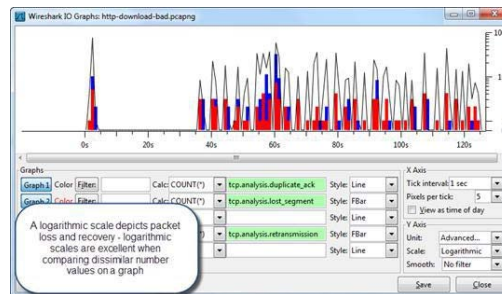 Wireshark IO Graphs: http-download-bad.pcapng
10
1
0s 20s 40s 60s 80s 100s 120s
Graphs
Graph 1 Color Filter: Calc: COUNT(*) tcp.analysis.duplicate_ack Style: Line
Graph 2 Color Filter: Calc: COUNT(*) tcp.analysis.lost_segment Style: FBar
Style: Line
tcp.analysis.retransmission Style: FBar
Style: Line
A logarithmic scale depicts packet
loss and recovery - logarithmic
scales are excellent when
comparing dissimilar number
values on a graph
X Axis
Tick interval: 1 sec
Pixels per tick: 5
View as time of day
Y Axis
Unit: Advanced...
Scale: Logarithmic
Smooth: No filter
Save Close